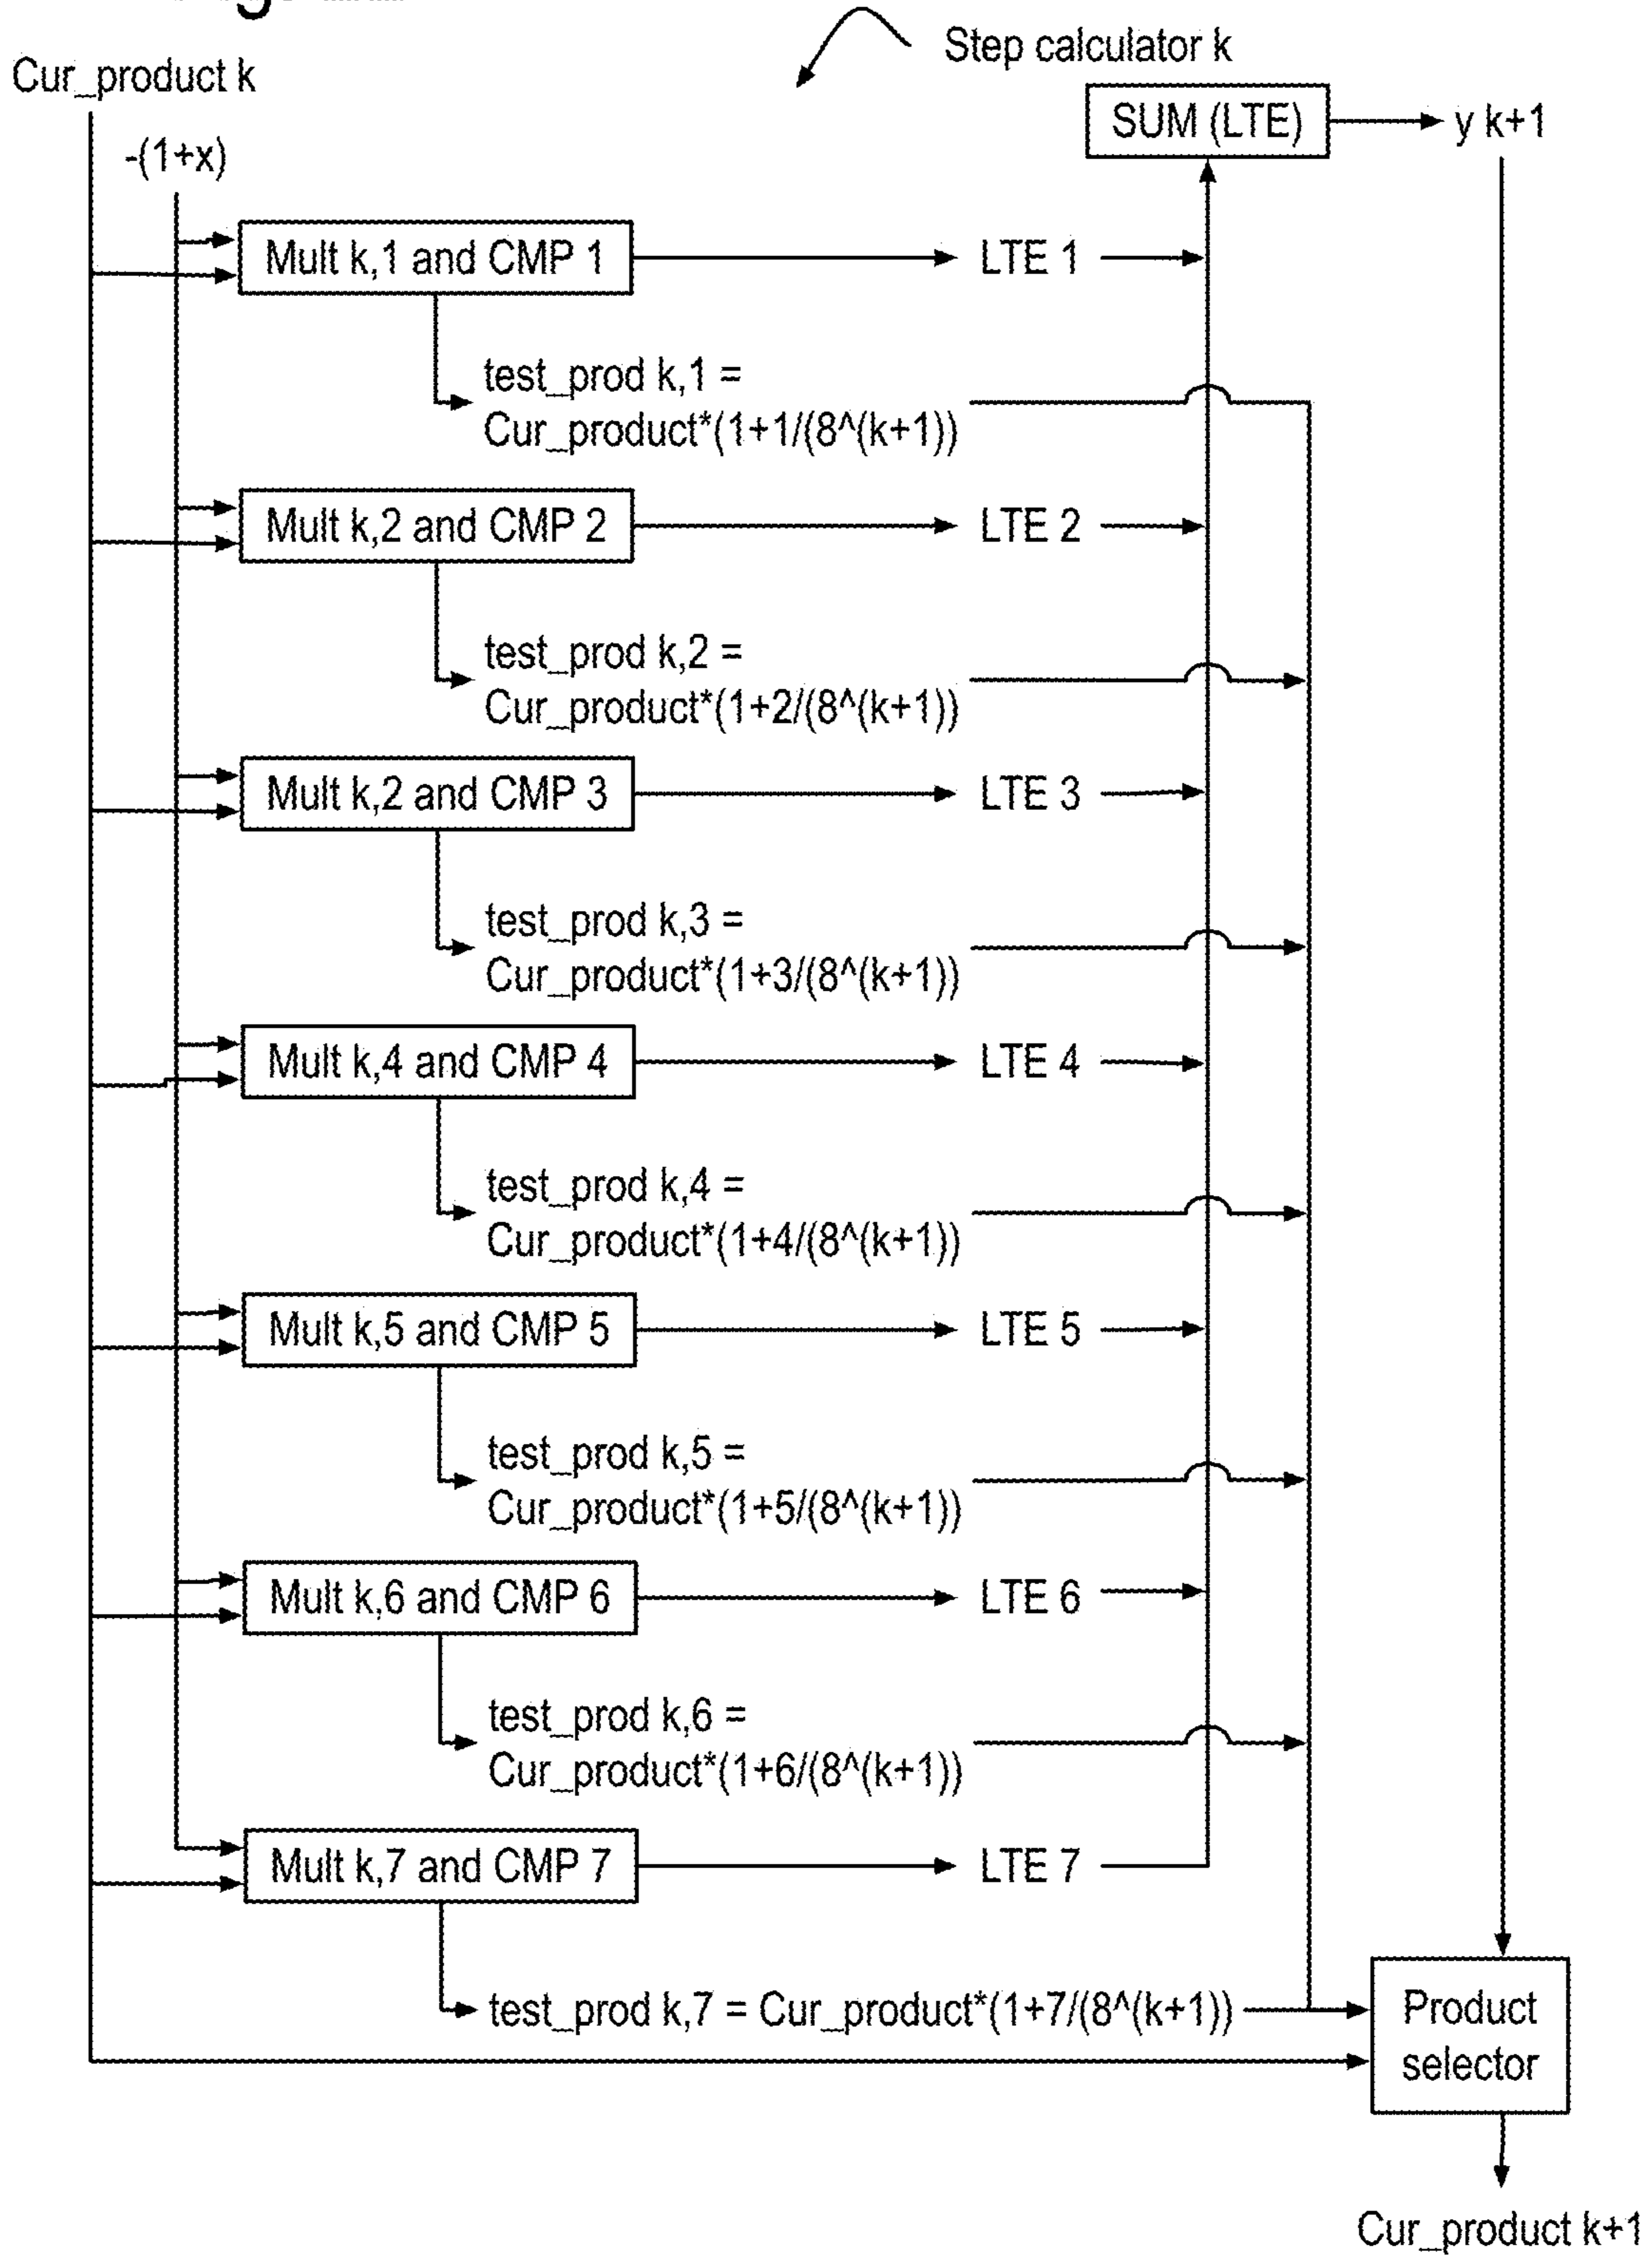 Cur_product k
Step calculator k
-(1+x)
SUM (LTE)
y k+1
Mult k,1 and CMP 1
LTE 1
test_prod k,1 =
Cur_product*(1+1/(8^(k+1))
Mult k,2 and CMP 2
LTE 2
test_prod k,2 =
Cur_product*(1+2/(8^(k+1))
Mult k,2 and CMP 3
LTE 3
test_prod k,3 =
Cur_product*(1+3/(8^(k+1))
Mult k,4 and CMP 4
LTE 4
test_prod k,4 =
Cur_product*(1+4/(8^(k+1))
Mult k,5 and CMP 5
LTE 5
test_prod k,5 =
Cur_product*(1+5/(8^(k+1))
Mult k,6 and CMP 6
LTE 6
test_prod k,6 =
Cur_product*(1+6/(8^(k+1))
Mult k,7 and CMP 7
LTE 7
test_prod k,7 = Cur_product*(1+7/(8^(k+1))
Product
selector
Cur_product k+1